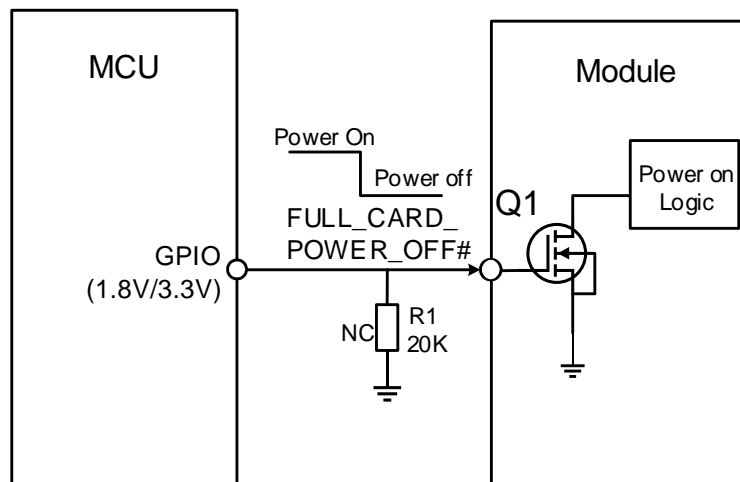 MCU
Module
Power On
Power off
FULL_CARD_
POWER_OFF#
GPIO
(1.8V/3.3V)
NC
R1
20K
Q1
Power on
Logic